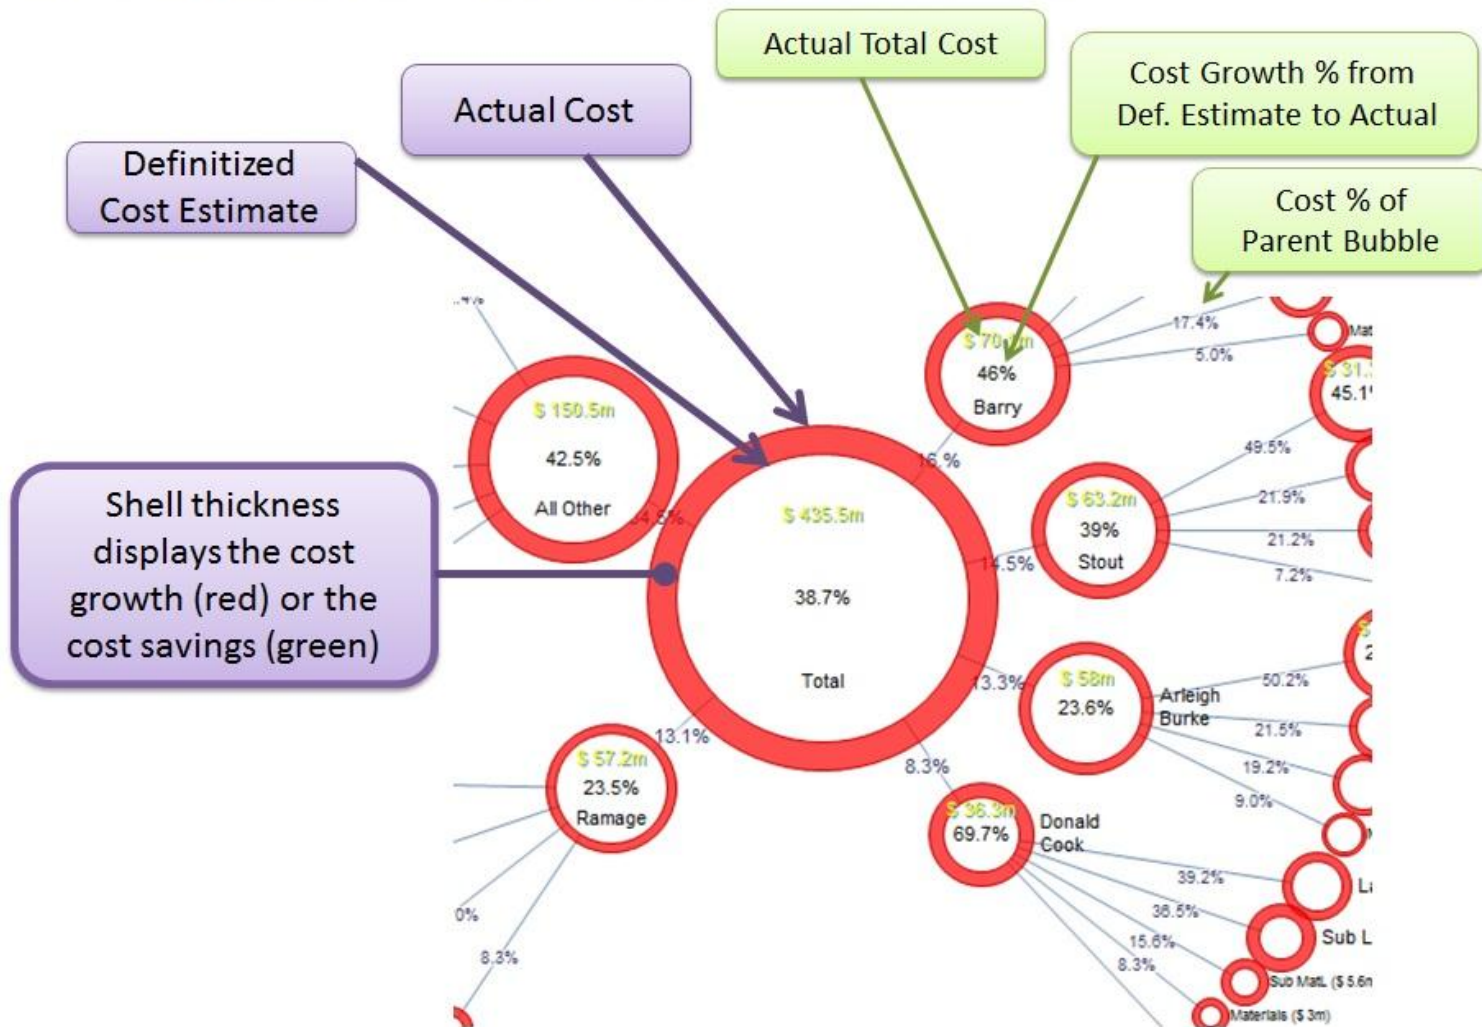 Actual Total Cost
Actual Cost
Cost Growth % from
Def. Estimate to Actual
Definitized
Cost Estimate
Cost % of
Parent Bubble
Shell thickness
displays the cost
growth (red) or the
cost savings (green)
$ 150.5m
42.5%
All Other
$ 435.5m
38.7%
Total
46%
Barry
17.4%
5.0%
$ 63.2m
39%
Stout
14.5%
49.5%
21.9%
21.2%
7.2%
$ 58m
23.6%
Arleigh
Burke
13.3%
50.2%
21.5%
19.2%
9.0%
$ 57.2m
23.5%
Ramage
13.1%
8.3%
$ 36.3m
69.7%
Donald
Cook
8.3%
39.2%
36.5%
15.6%
8.3%
Sub L
Sub Matl. ($ 5.6m
Materials ($ 3m)
0%
45.1